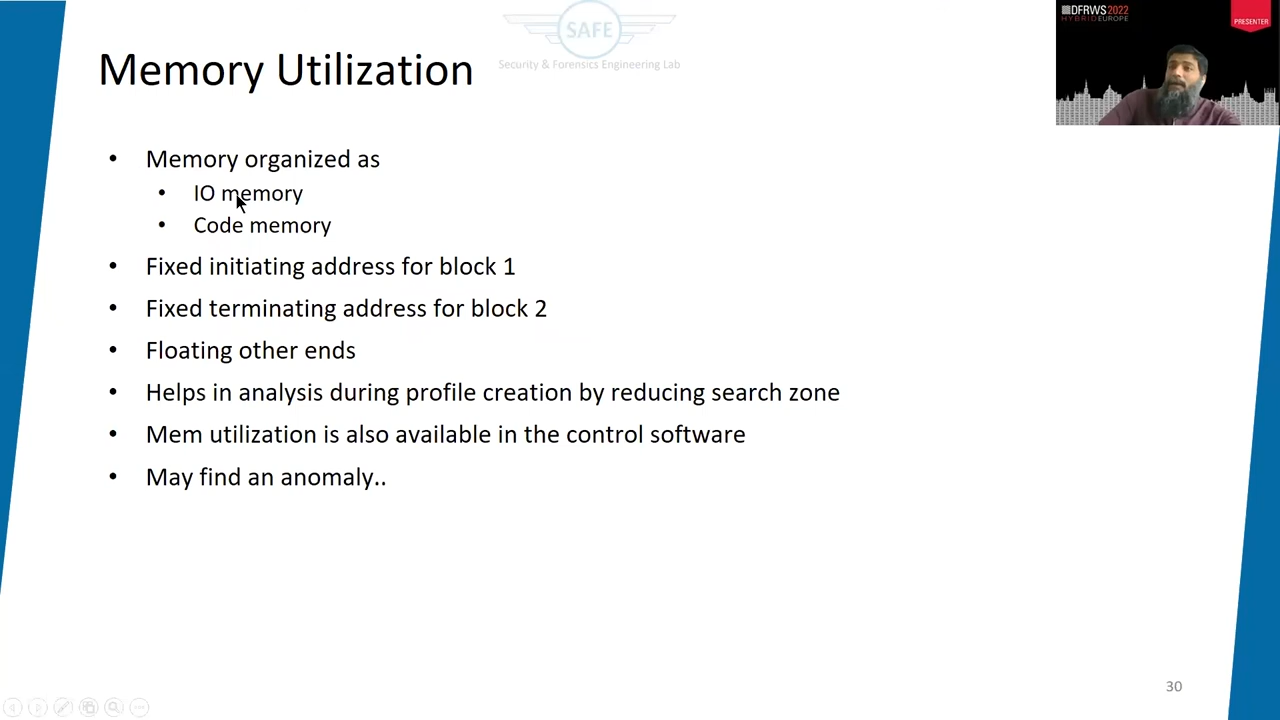 SAFE
Security & Forensics Engineering Lab
DFRWS 2022
HYBRID EUROPE
PRESENTER
Memory Utilization
• Memory organized as
• IO memory
• Code memory
• Fixed initiating address for block 1
• Fixed terminating address for block 2
• Floating other ends
• Helps in analysis during profile creation by reducing search zone
• Mem utilization is also available in the control software
• May find an anomaly..
30